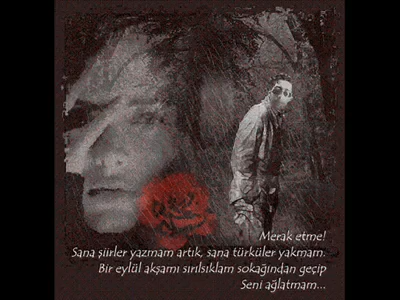 Merak etme!
Sana şiirler yazmam artık, sana türküler yakmam.
Bir eylül akşamı sırılsıklam sokağından geçip
Seni ağlatmam...